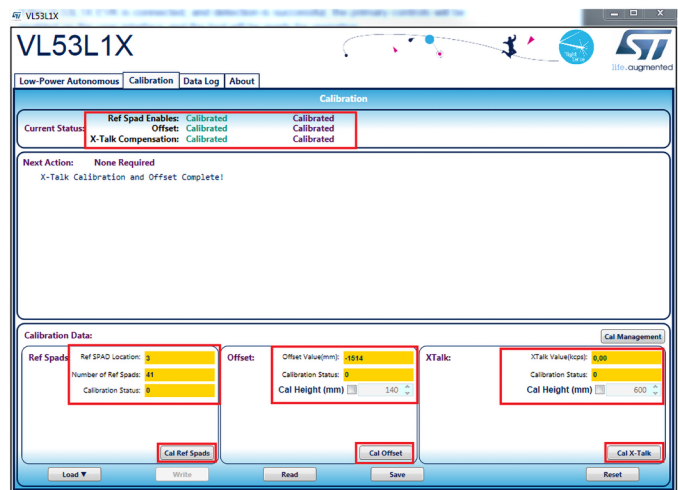 VL53L1X
VL53L1X
life.augmented
Low-Power Autonomous Calibration Data Log About
Calibration
Current Status:
Ref Spad Enables: Calibrated Calibrated
Offset: Calibrated Calibrated
X-Talk Compensation: Calibrated Calibrated
Next Action: None Required
X-Talk Calibration and Offset Complete!
Calibration Data:
Cal Management
Ref Spads
Ref SPAD Location: 3
Number of Ref Spads: 41
Calibration Status: 0
Cal Ref Spads
Offset:
Offset Value(mm): -1514
Calibration Status: 0
Cal Height (mm) 140
Cal Offset
XTalk:
XTalk Value(kcps): 0,00
Calibration Status: 0
Cal Height (mm) 600
Cal X-Talk
Load ▼ Write Read Save Reset